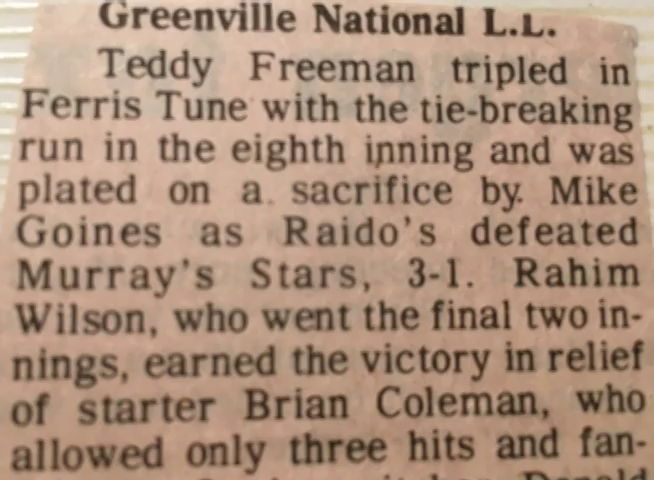 Greenville National L.L.
Teddy Freeman tripled in
Ferris Tune with the tie-breaking
run in the eighth inning and was
plated on a sacrifice by Mike
Goines as Raido's defeated
Murray's Stars, 3-1. Rahim
Wilson, who went the final two in-
nings, earned the victory in relief
of starter Brian Coleman, who
allowed only three hits and fan-
Donald